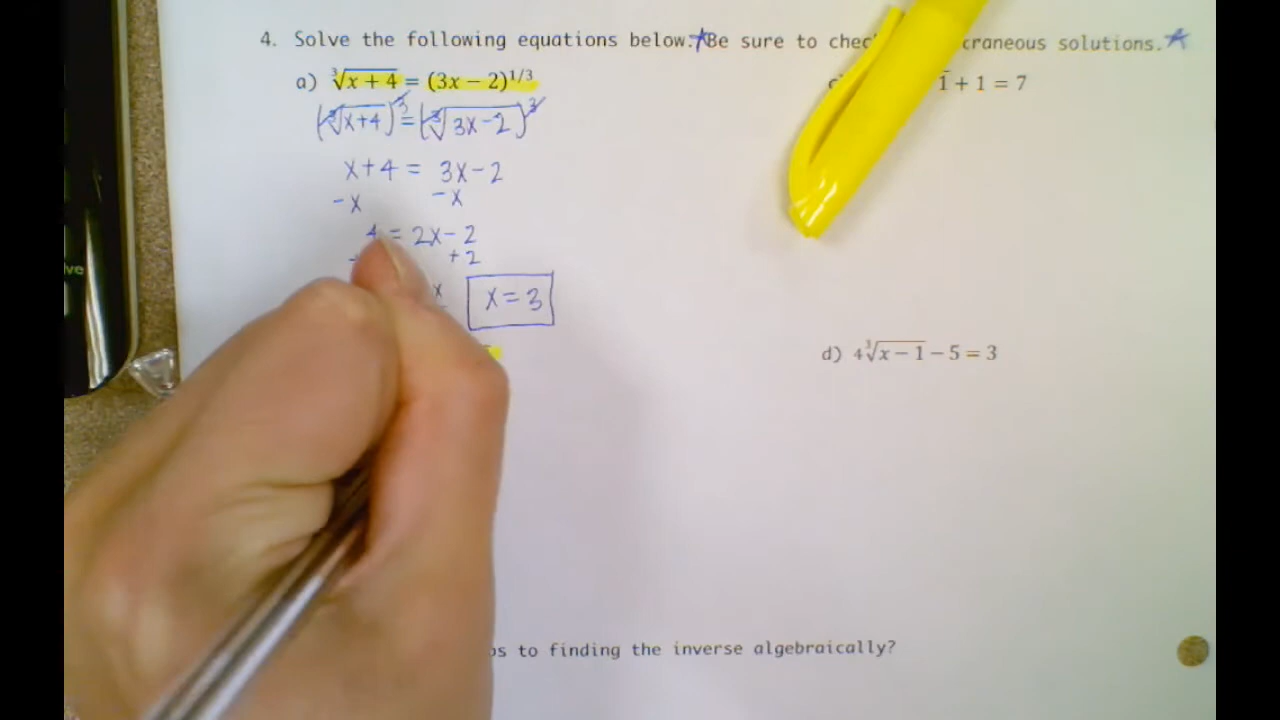 4. Solve the following equations below. *Be sure to chec craneous solutions.*
a) ∛x + 4 = (3x − 2)^1/3
(∛x+4)^3 = (∛3x−2)^3
x+4 = 3x−2
−x −x
4 = 2x−2
+2
x
x=3
1 + 1 = 7
d) 4∛x − 1 − 5 = 3
ps to finding the inverse algebraically?